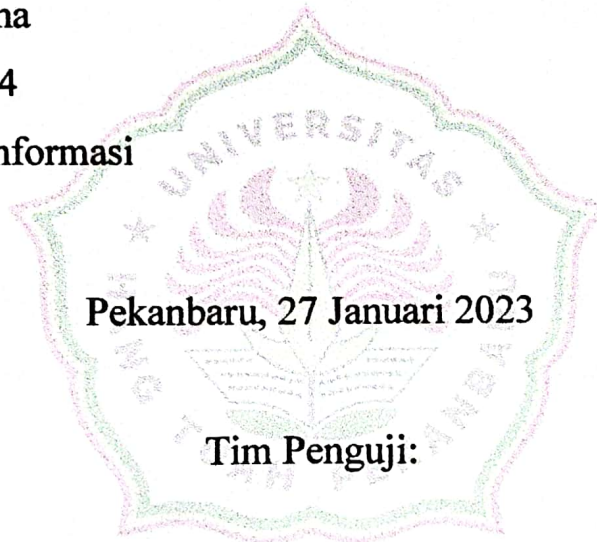 na
4
nformasi
UNIVERSITAS
Pekanbaru, 27 Januari 2023
Tim Penguji: